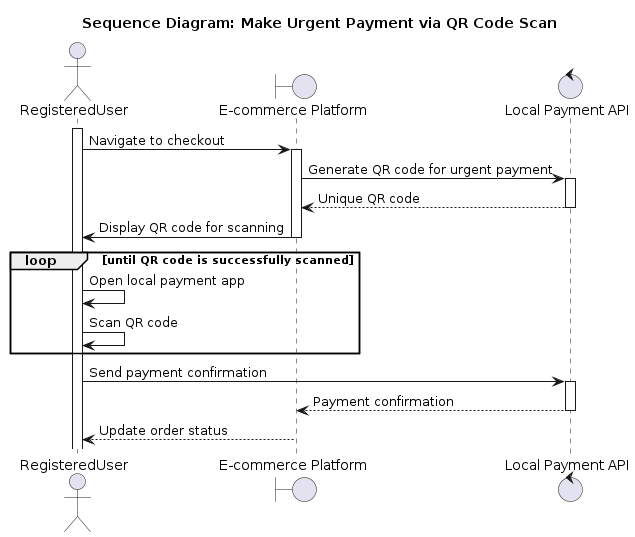 Sequence Diagram: Make Urgent Payment via QR Code Scan
RegisteredUser
E-commerce Platform
Local Payment API
Navigate to checkout
Generate QR code for urgent payment
Unique QR code
Display QR code for scanning
loop [until QR code is successfully scanned]
Open local payment app
Scan QR code
Send payment confirmation
Payment confirmation
Update order status
RegisteredUser
E-commerce Platform
Local Payment API